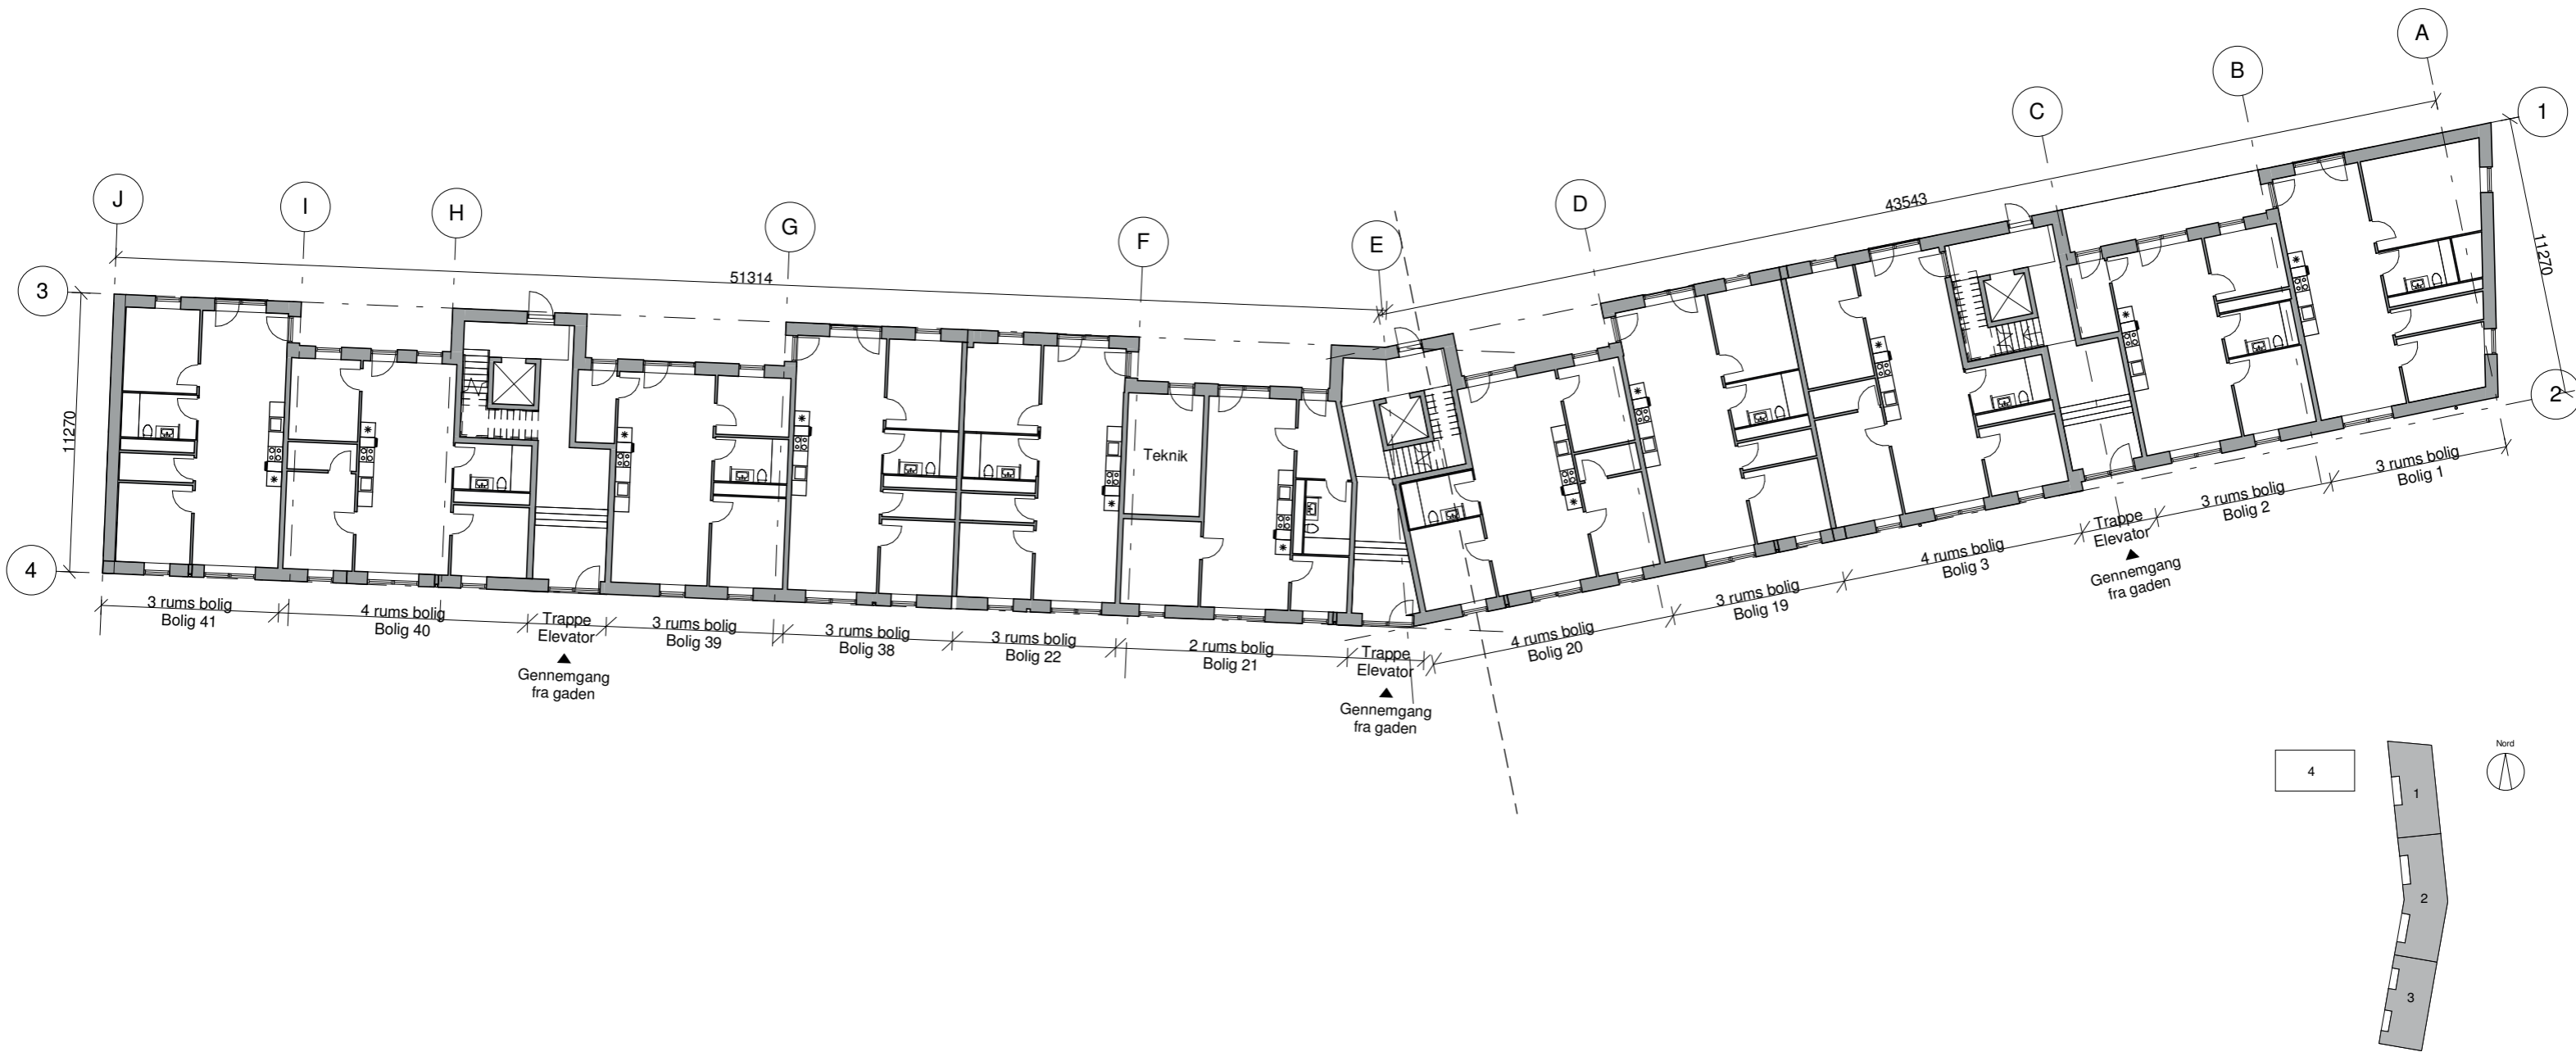 A
B
C
1
J
I
H
G
F
E
D
43543
11270
3
51314
2
11270
4
Teknik
3 rums bolig
Bolig 41
4 rums bolig
Bolig 40
Trappe
Elevator
Gennemgang
fra gaden
3 rums bolig
Bolig 39
3 rums bolig
Bolig 38
3 rums bolig
Bolig 22
2 rums bolig
Bolig 21
Trappe
Elevator
Gennemgang
fra gaden
4 rums bolig
Bolig 20
3 rums bolig
Bolig 19
4 rums bolig
Bolig 3
Trappe
Elevator
Gennemgang
fra gaden
3 rums bolig
Bolig 2
3 rums bolig
Bolig 1
Nord
4
1
2
3